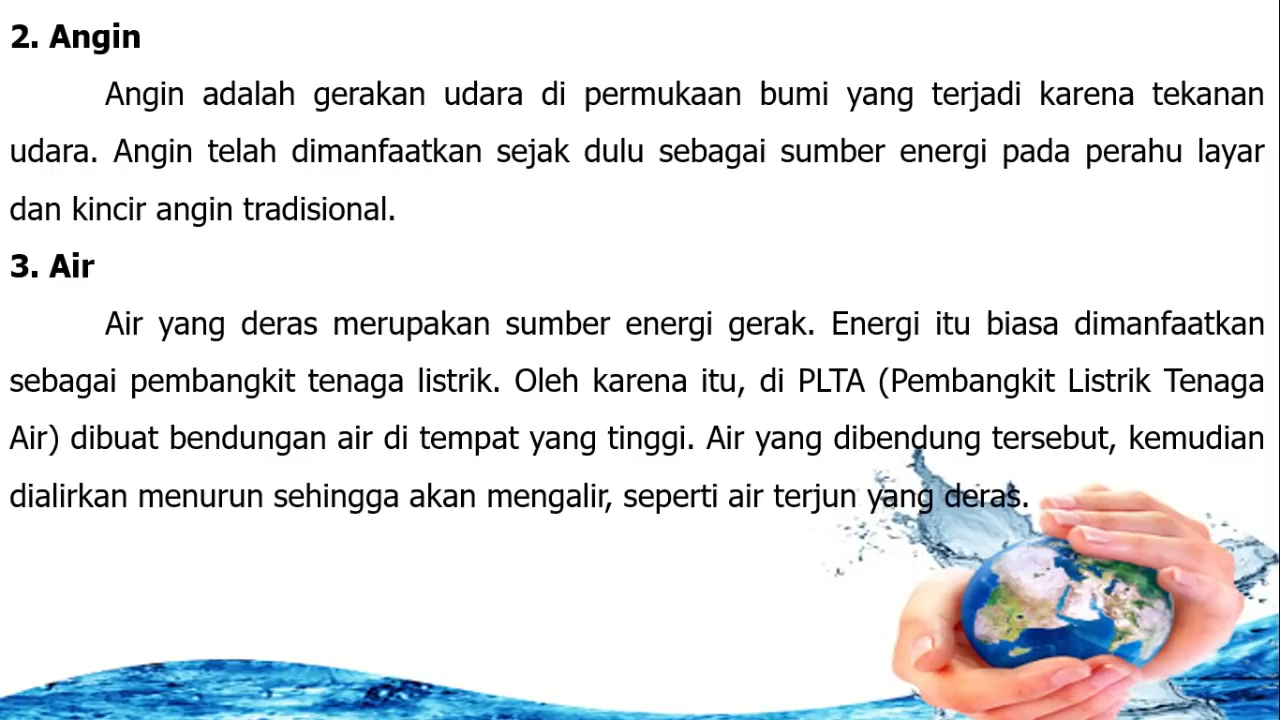 2. Angin
Angin adalah gerakan udara di permukaan bumi yang terjadi karena tekanan
udara. Angin telah dimanfaatkan sejak dulu sebagai sumber energi pada perahu layar
dan kincir angin tradisional.
3. Air
Air yang deras merupakan sumber energi gerak. Energi itu biasa dimanfaatkan
sebagai pembangkit tenaga listrik. Oleh karena itu, di PLTA (Pembangkit Listrik Tenaga
Air) dibuat bendungan air di tempat yang tinggi. Air yang dibendung tersebut, kemudian
dialirkan menurun sehingga akan mengalir, seperti air terjun yang deras.